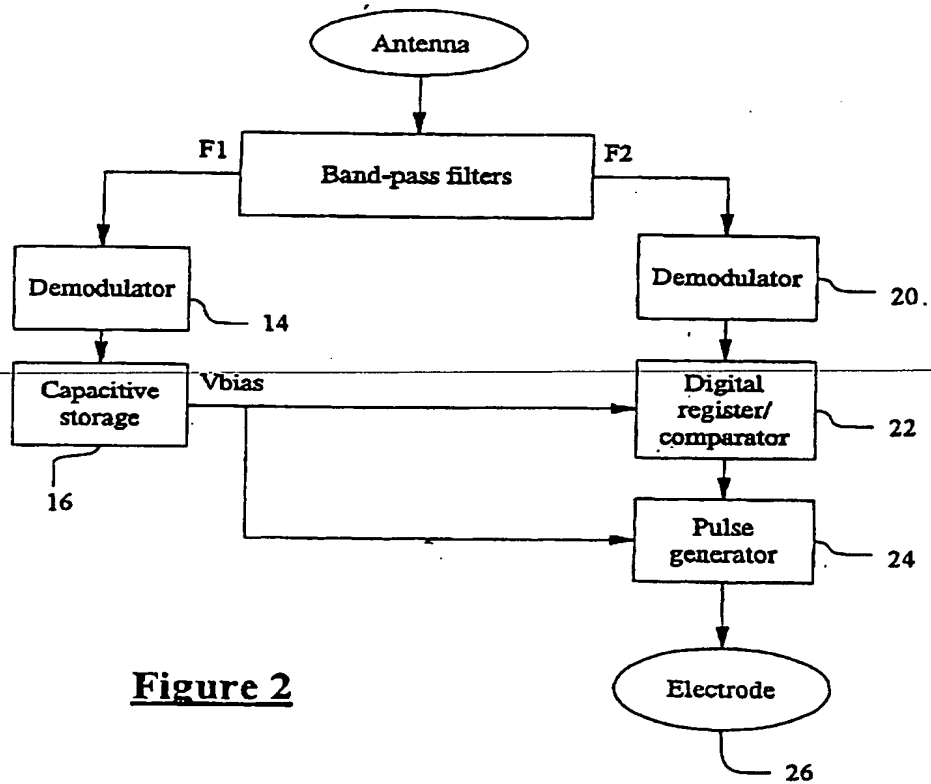 Antenna
F1
Band-pass filters
F2
Demodulator
14
Demodulator
20.
Capacitive
storage
16
Vbias
Digital
register/
comparator
22
Pulse
generator
24
Electrode
26
Figure 2